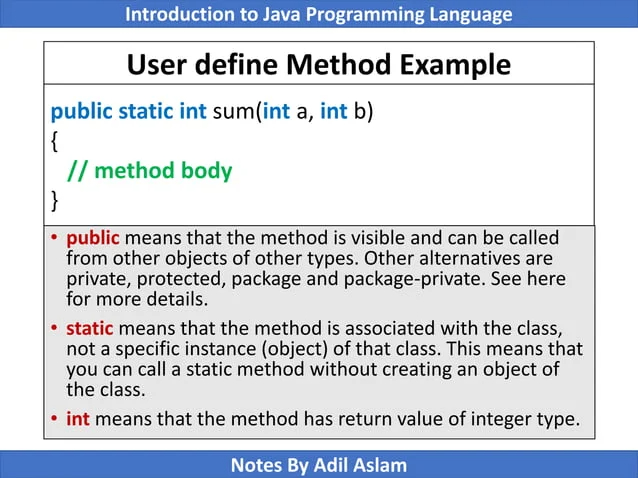 Introduction to Java Programming Language
User define Method Example
public static int sum(int a, int b)
{
// method body
}
• public means that the method is visible and can be called
from other objects of other types. Other alternatives are
private, protected, package and package-private. See here
for more details.
• static means that the method is associated with the class,
not a specific instance (object) of that class. This means that
you can call a static method without creating an object of
the class.
• int means that the method has return value of integer type.
Notes By Adil Aslam